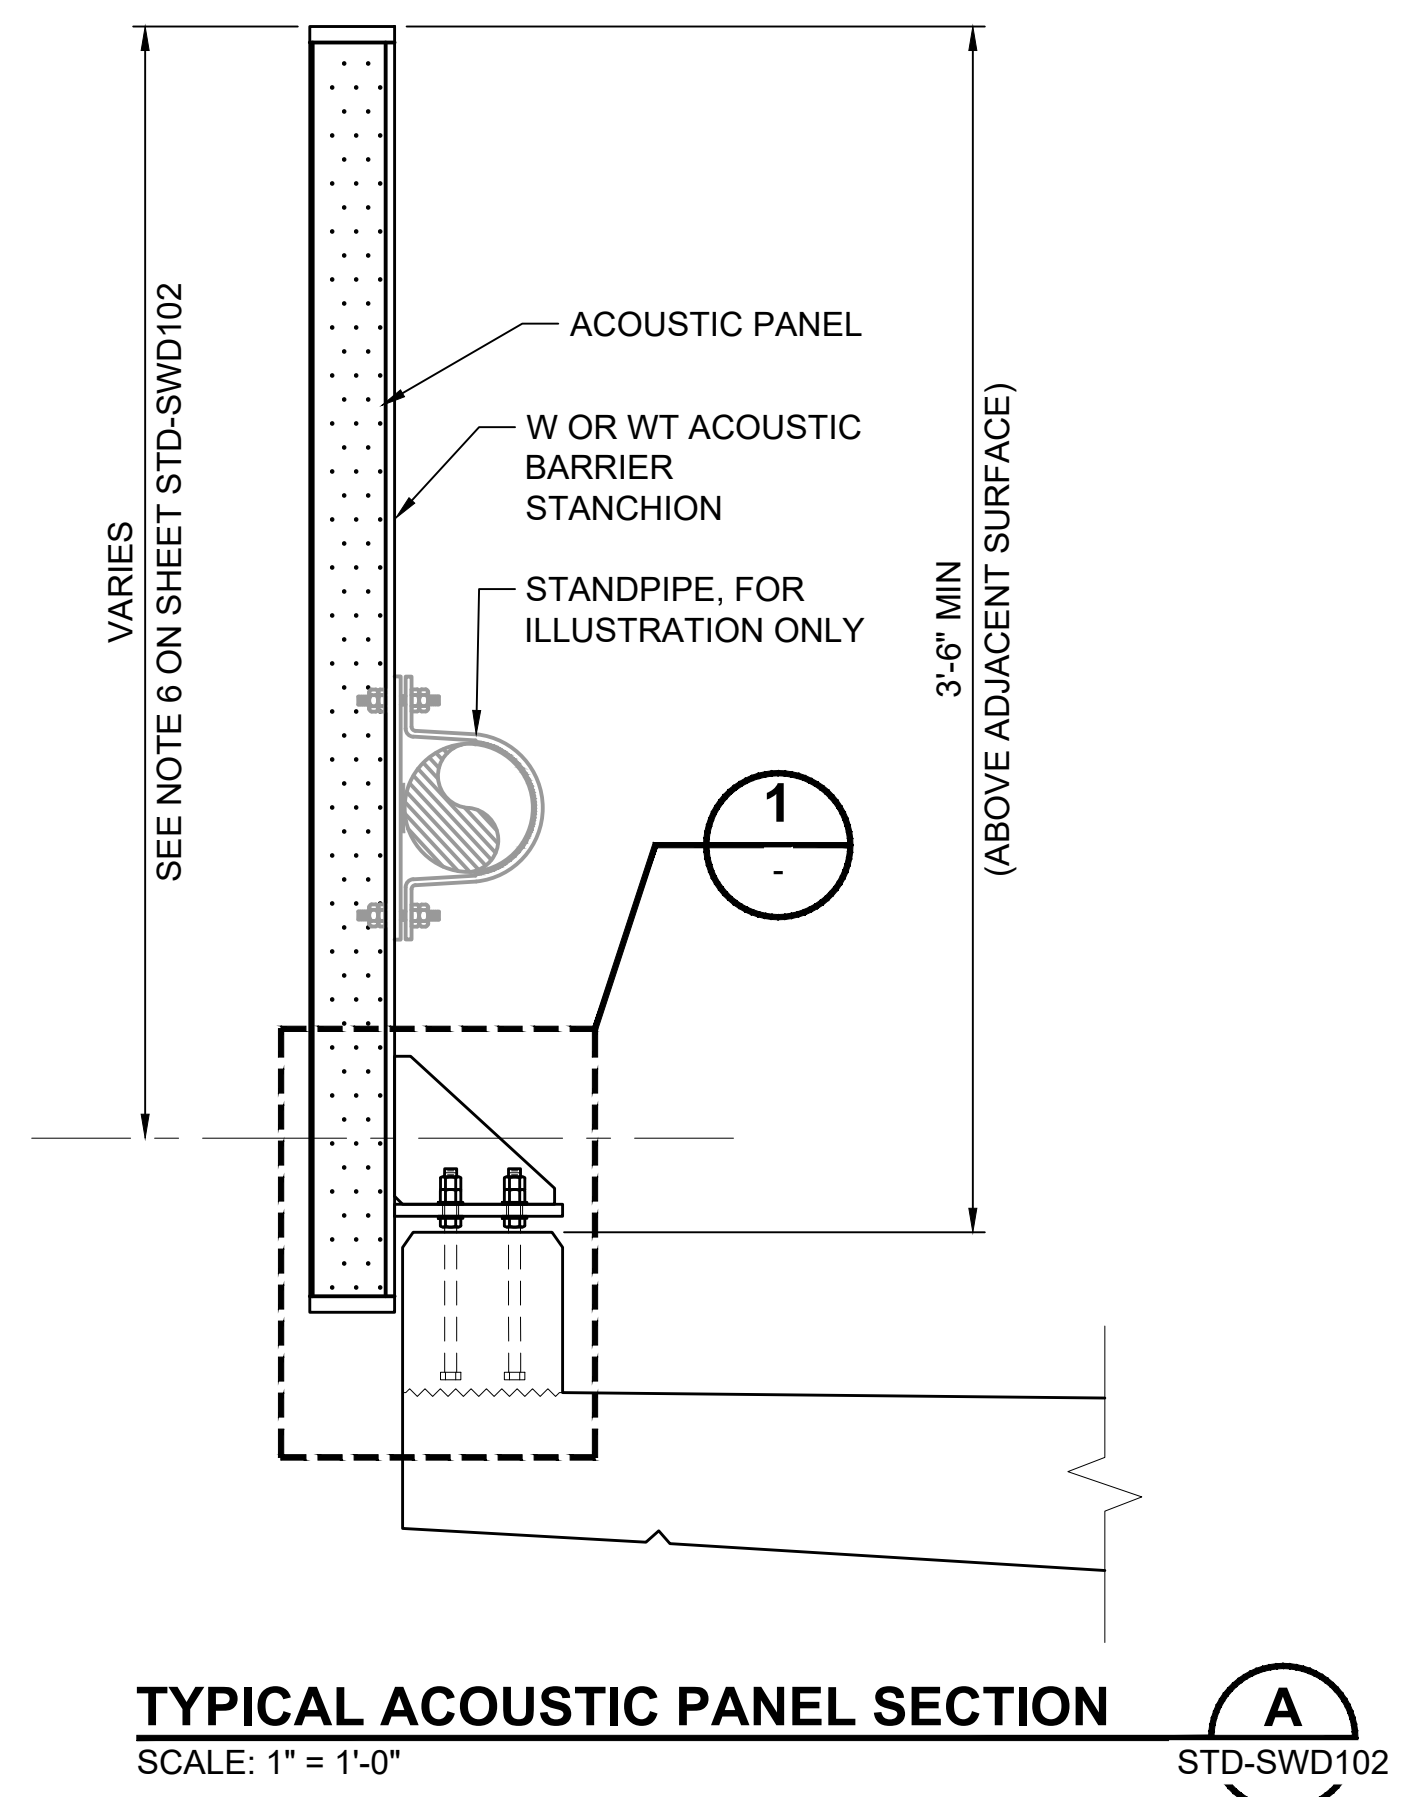 ACOUSTIC PANEL
W OR WT ACOUSTIC
BARRIER
STANCHION
STANDPIPE, FOR
ILLUSTRATION ONLY
VARIES
SEE NOTE 6 ON SHEET STD-SWD102
3'-6" MIN
(ABOVE ADJACENT SURFACE)
1
-
TYPICAL ACOUSTIC PANEL SECTION
A
SCALE: 1" = 1'-0"
STD-SWD102